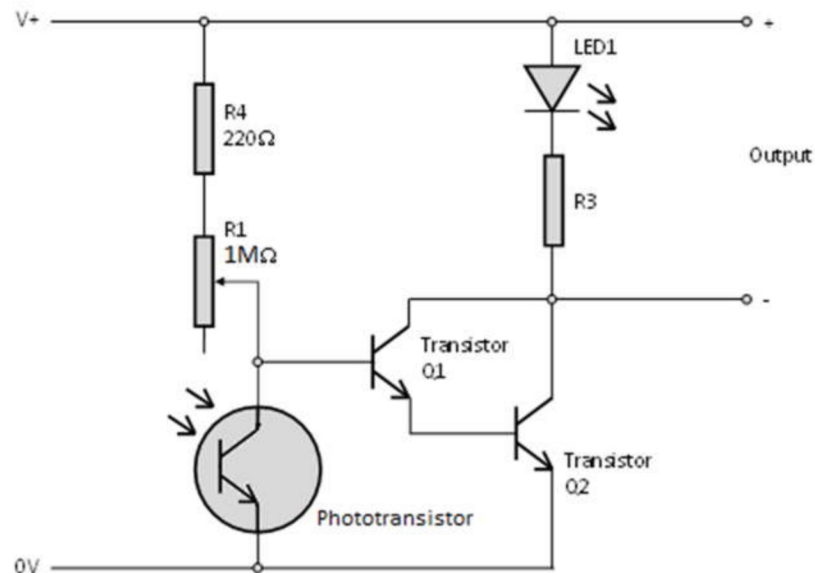 V+
+
LED1
R4
220Ω
Output
R3
R1
1MΩ
-
Transistor
Q1
Transistor
Q2
Phototransistor
0V